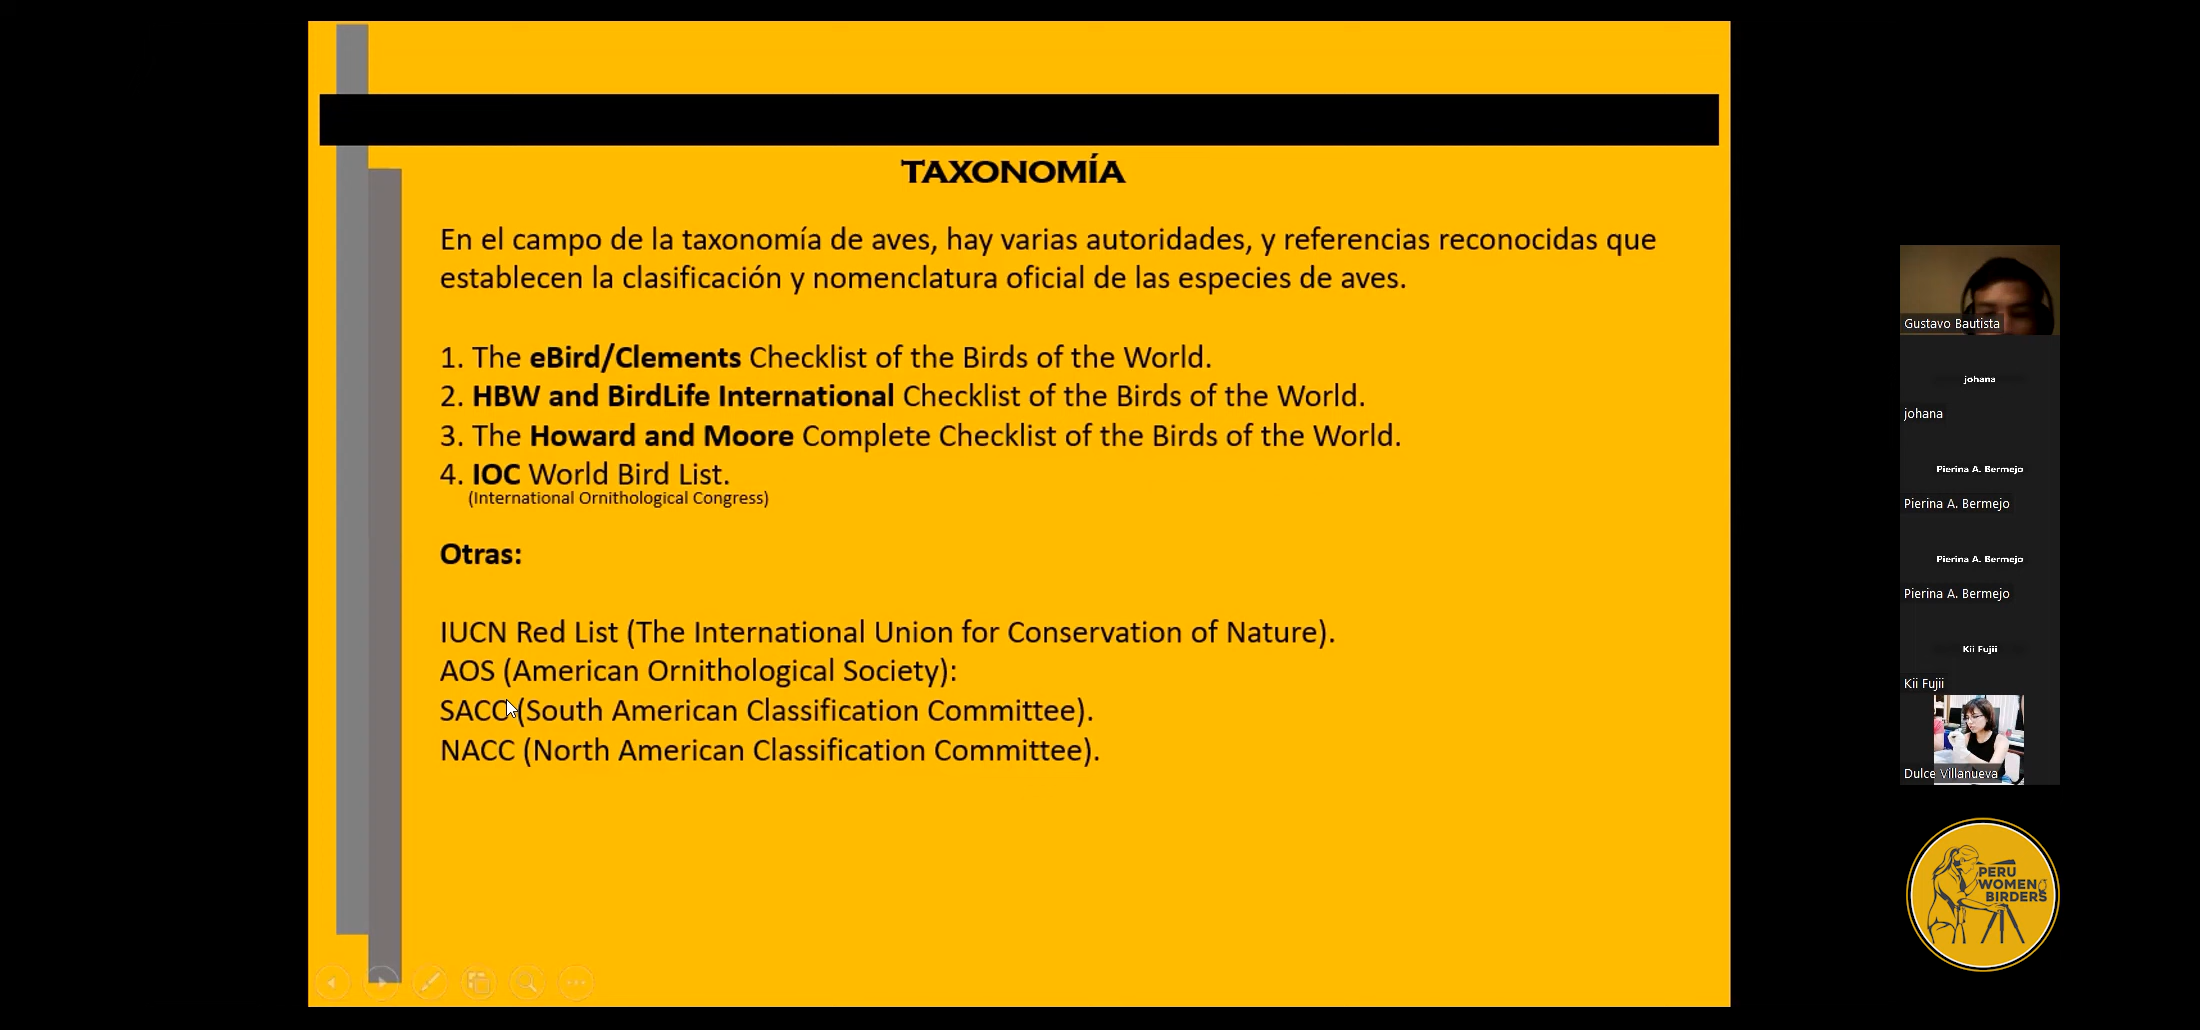 TAXONOMÍA
En el campo de la taxonomía de aves, hay varias autoridades, y referencias reconocidas que
establecen la clasificación y nomenclatura oficial de las especies de aves.
1. The eBird/Clements Checklist of the Birds of the World.
2. HBW and BirdLife International Checklist of the Birds of the World.
3. The Howard and Moore Complete Checklist of the Birds of the World.
4. IOC World Bird List.
(International Ornithological Congress)
Otras:
IUCN Red List (The International Union for Conservation of Nature).
AOS (American Ornithological Society):
SACC (South American Classification Committee).
NACC (North American Classification Committee).
Gustavo Bautista
johana
johana
Pierina A. Bermejo
Pierina A. Bermejo
Pierina A. Bermejo
Pierina A. Bermejo
Kii Fujii
Kii Fujii
Dulce Villanueva
PERU
WOMEN
BIRDERS